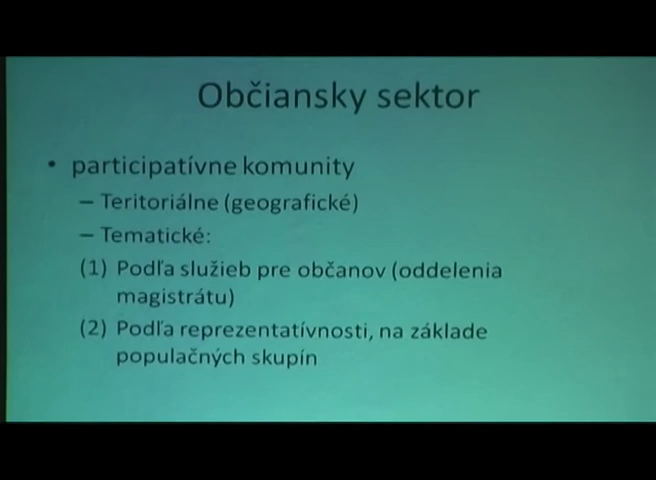 Občiansky sektor
• participatívne komunity
– Teritoriálne (geografické)
– Tematické:
(1) Podľa služieb pre občanov (oddelenia
magistrátu)
(2) Podľa reprezentatívnosti, na základe
populačných skupín